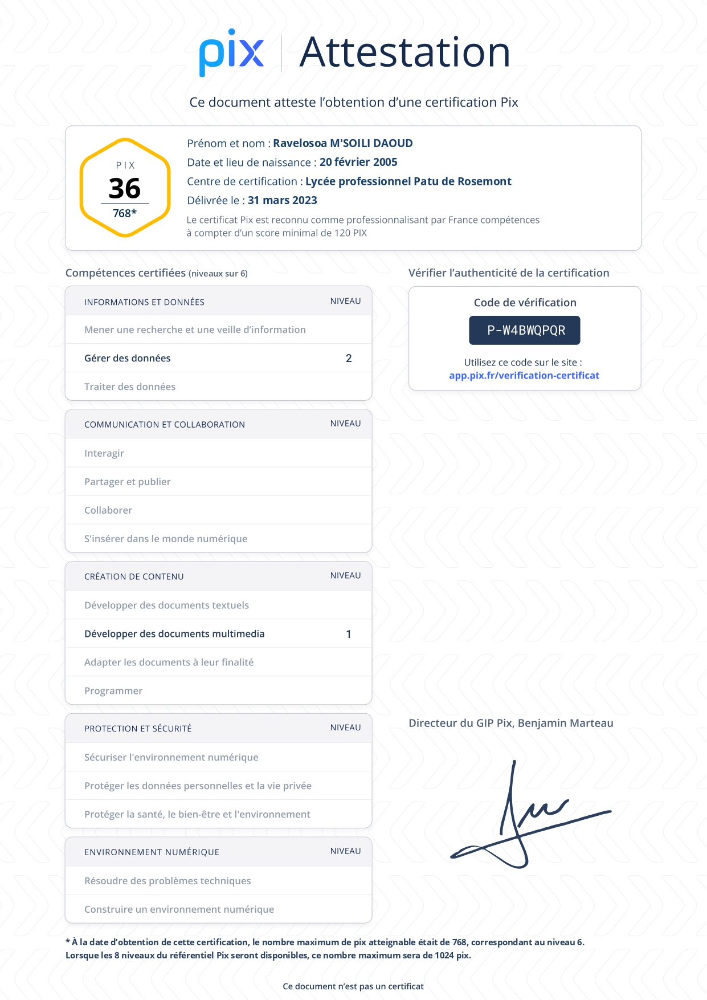 pix Attestation
Ce document atteste l’obtention d’une certification Pix
PIX
36
768*
Prénom et nom : Ravelosoa M'SOILI DAOUD
Date et lieu de naissance : 20 février 2005
Centre de certification : Lycée professionnel Patu de Rosemont
Délivrée le : 31 mars 2023
Le certificat Pix est reconnu comme professionnalisant par France compétences
à compter d’un score minimal de 120 PIX
Compétences certifiées (niveaux sur 6)
INFORMATIONS ET DONNÉES NIVEAU
Mener une recherche et une veille d’information
Gérer des données 2
Traiter des données
COMMUNICATION ET COLLABORATION NIVEAU
Interagir
Partager et publier
Collaborer
S'insérer dans le monde numérique
CRÉATION DE CONTENU NIVEAU
Développer des documents textuels
Développer des documents multimedia 1
Adapter les documents à leur finalité
Programmer
PROTECTION ET SÉCURITÉ NIVEAU
Sécuriser l'environnement numérique
Protéger les données personnelles et la vie privée
Protéger la santé, le bien-être et l'environnement
ENVIRONNEMENT NUMÉRIQUE NIVEAU
Résoudre des problèmes techniques
Construire un environnement numérique
Vérifier l’authenticité de la certification
Code de vérification
P-W4BWQPQR
Utilisez ce code sur le site :
app.pix.fr/verification-certificat
Directeur du GIP Pix, Benjamin Marteau
* À la date d’obtention de cette certification, le nombre maximum de pix atteignable était de 768, correspondant au niveau 6.
Lorsque les 8 niveaux du référentiel Pix seront disponibles, ce nombre maximum sera de 1024 pix.
Ce document n’est pas un certificat